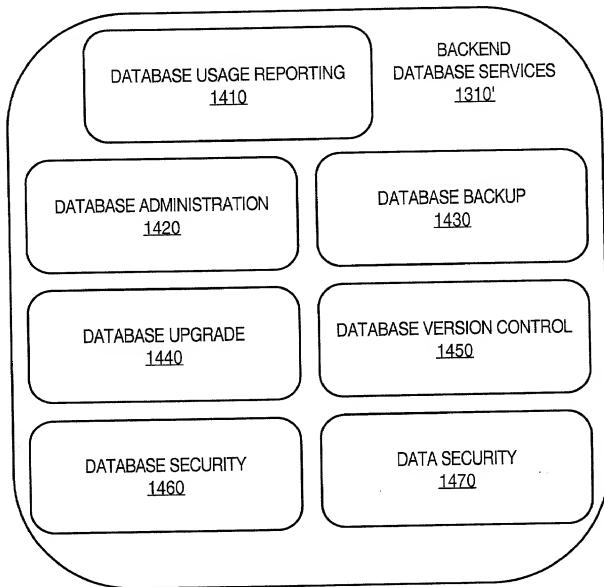 DATABASE USAGE REPORTING
1410
BACKEND
DATABASE SERVICES
1310'
DATABASE ADMINISTRATION
1420
DATABASE BACKUP
1430
DATABASE UPGRADE
1440
DATABASE VERSION CONTROL
1450
DATABASE SECURITY
1460
DATA SECURITY
1470